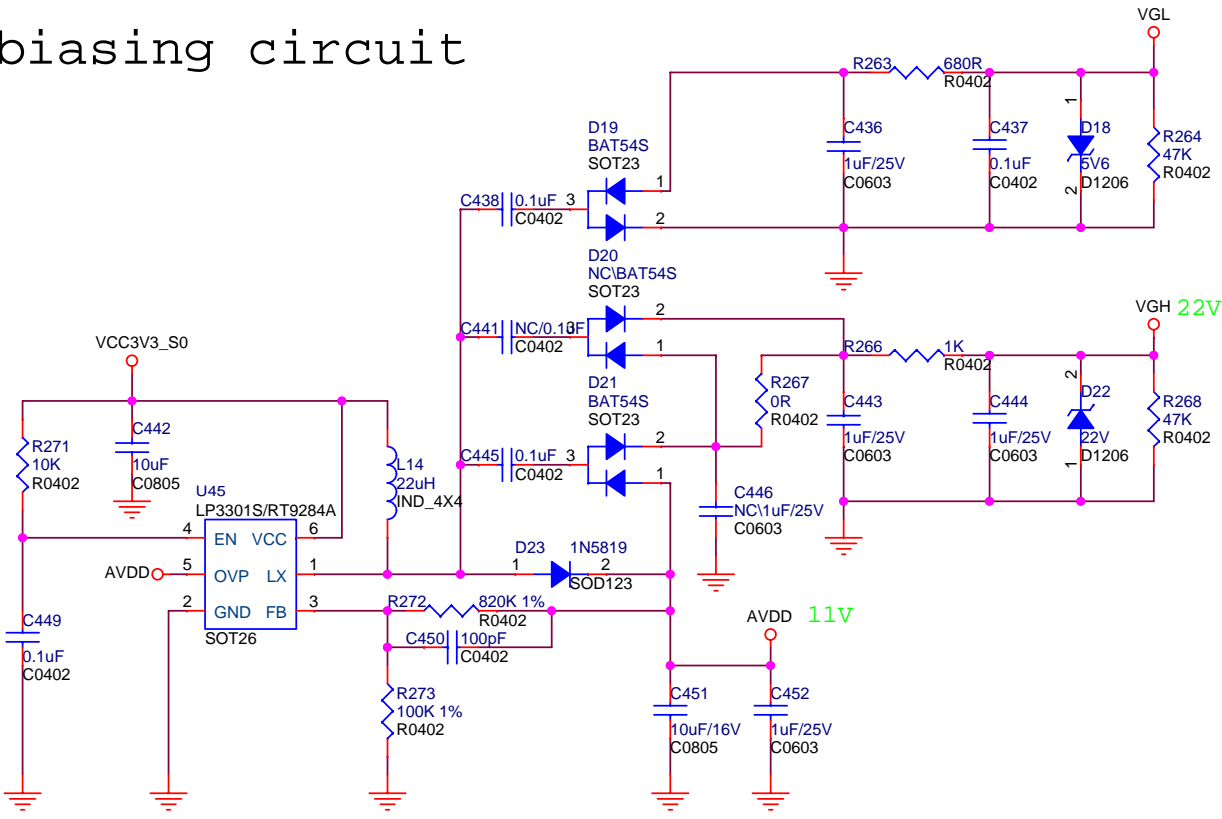 biasing circuit
VGL
R263
680R
R0402
D19
BAT54S
SOT23
1
2
3
C438
0.1uF
C0402
C436
1uF/25V
C0603
C437
0.1uF
C0402
1
D18
5V6
2
D1206
R264
47K
R0402
D20
NC\BAT54S
SOT23
2
1
C441
NC/0.1uF
3
C0402
VGH
22V
R266
1K
R0402
R267
0R
R0402
D21
BAT54S
SOT23
2
1
3
C445
0.1uF
C0402
C443
1uF/25V
C0603
C444
1uF/25V
C0603
2
D22
22V
1
D1206
R268
47K
R0402
C446
NC\1uF/25V
C0603
VCC3V3_S0
R271
10K
R0402
C442
10uF
C0805
L14
22uH
IND_4X4
U45
LP3301S/RT9284A
4
EN
VCC
6
AVDD
5
OVP
LX
1
2
GND
FB
3
SOT26
D23
1N5819
1
2
SOD123
R272
820K 1%
R0402
C450
100pF
C0402
R273
100K 1%
R0402
C449
0.1uF
C0402
AVDD
11V
C451
10uF/16V
C0805
C452
1uF/25V
C0603